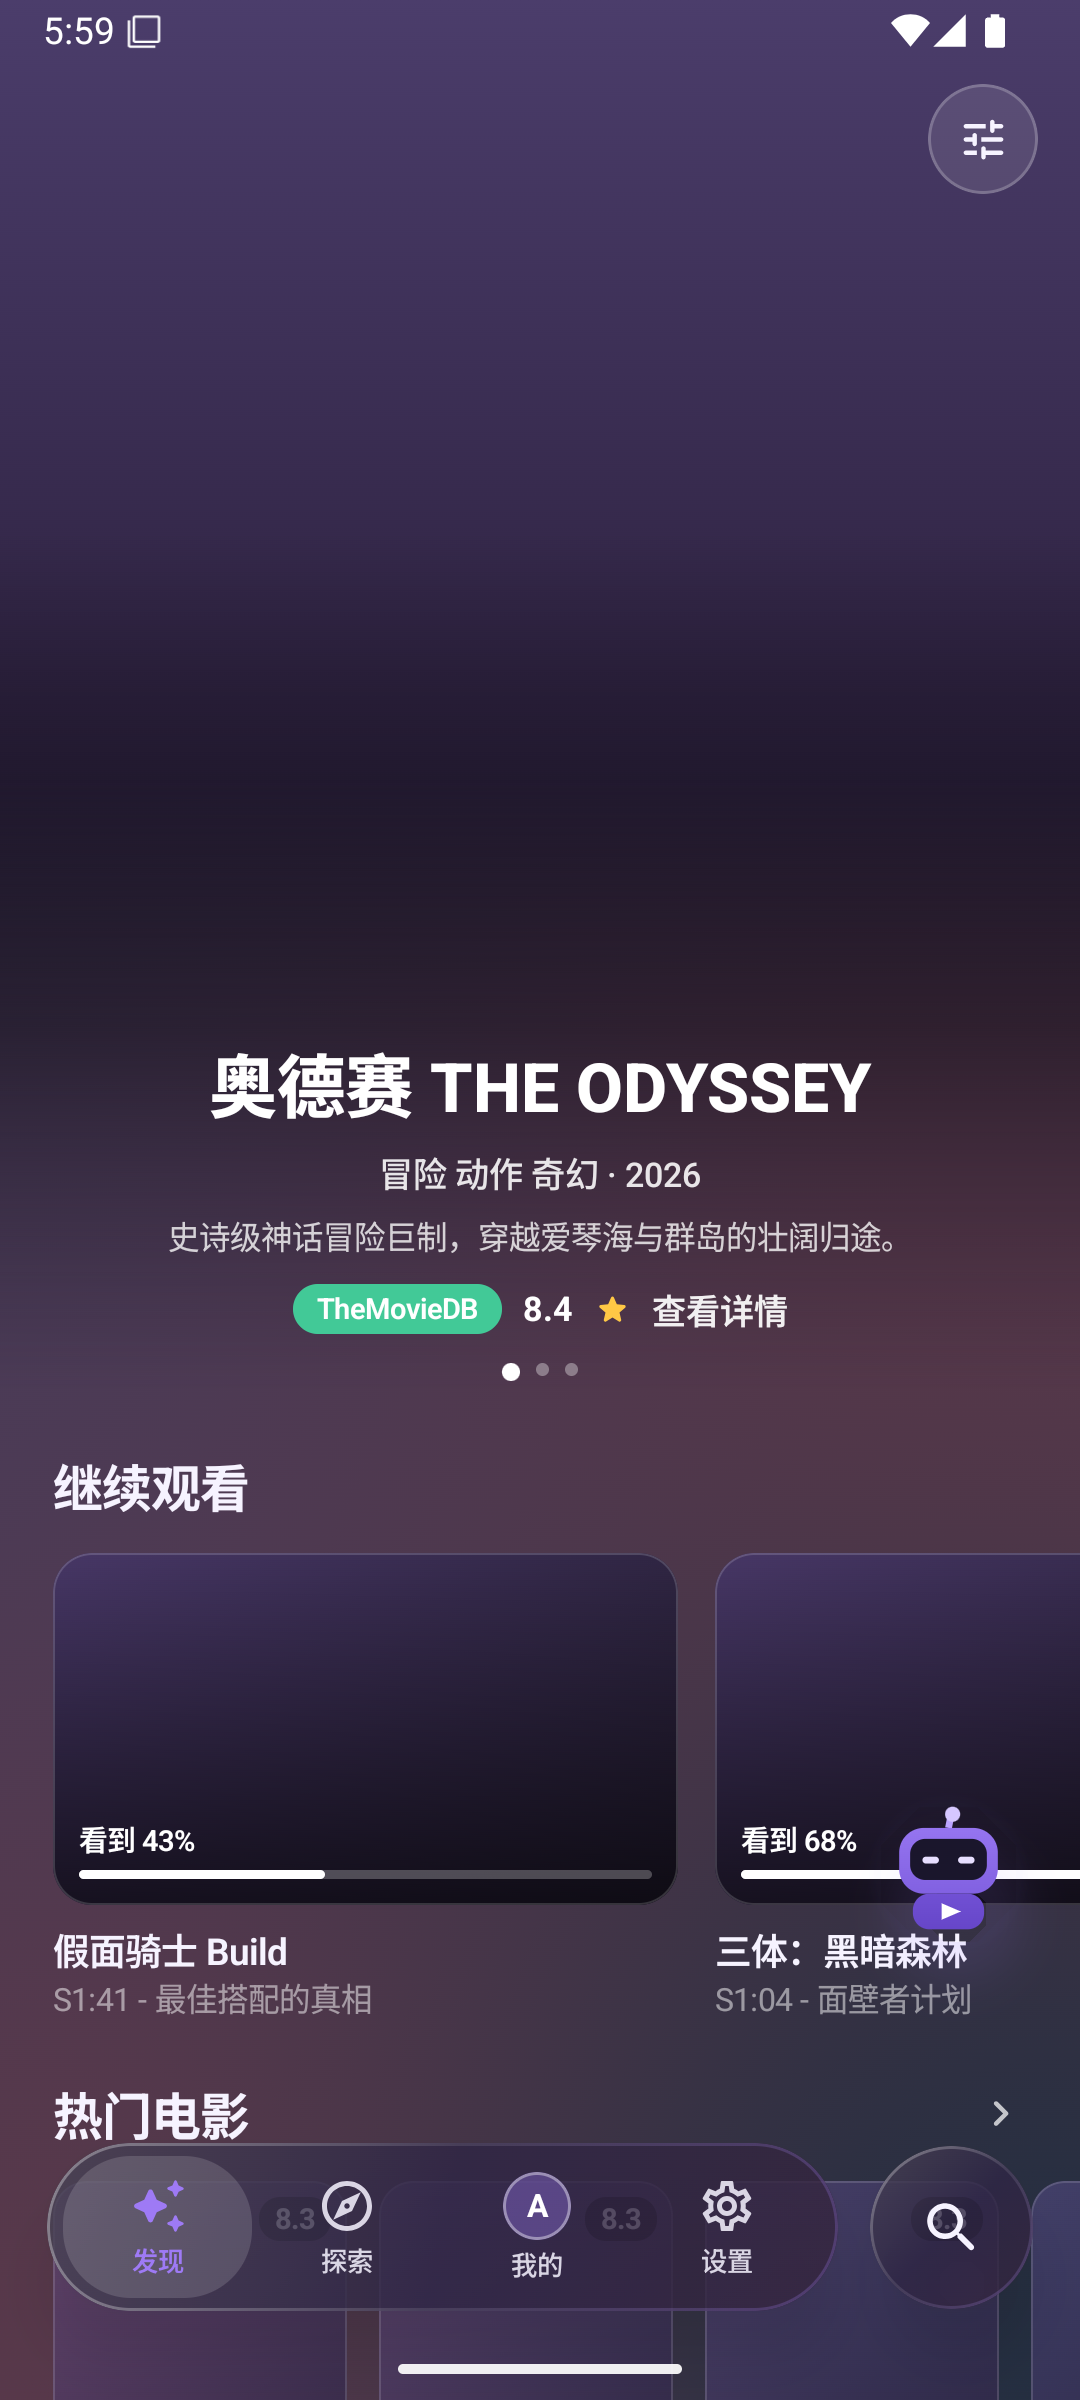 5:59
奥德赛 THE ODYSSEY
冒险 动作 奇幻 · 2026
史诗级神话冒险巨制，穿越爱琴海与群岛的壮阔归途。
TheMovieDB 8.4 查看详情
继续观看
看到 43%
看到 68%
假面骑士 Build
三体：黑暗森林
S1:41 - 最佳搭配的真相
S1:04 - 面壁者计划
热门电影
8.3
8.3
A
发现
探索
我的
设置